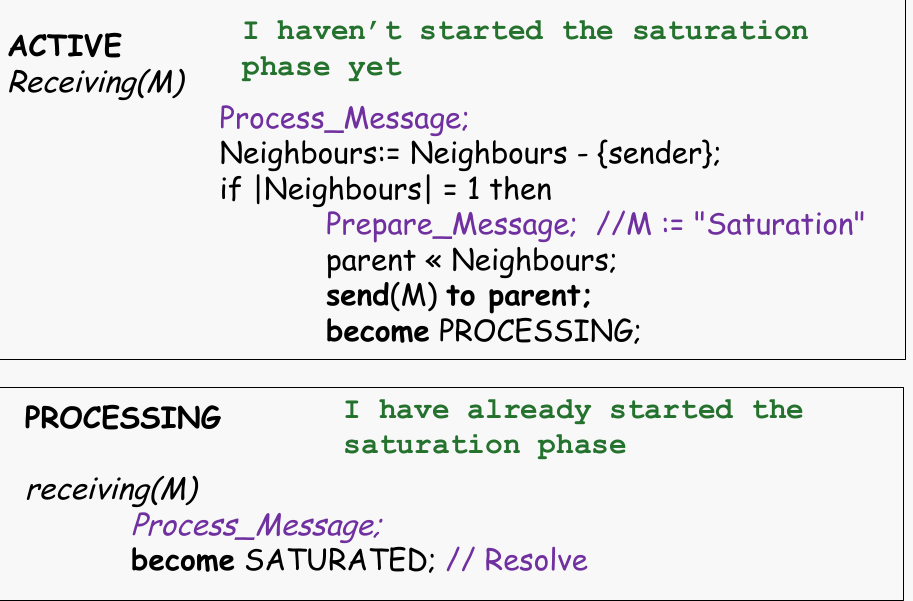 ACTIVE
I haven't started the saturation
phase yet
Receiving(M)
Process_Message;
Neighbours:= Neighbours - {sender};
if |Neighbours| = 1 then
Prepare_Message; //M := "Saturation"
parent « Neighbours;
send(M) to parent;
become PROCESSING;
PROCESSING
I have already started the
saturation phase
receiving(M)
Process_Message;
become SATURATED; // Resolve